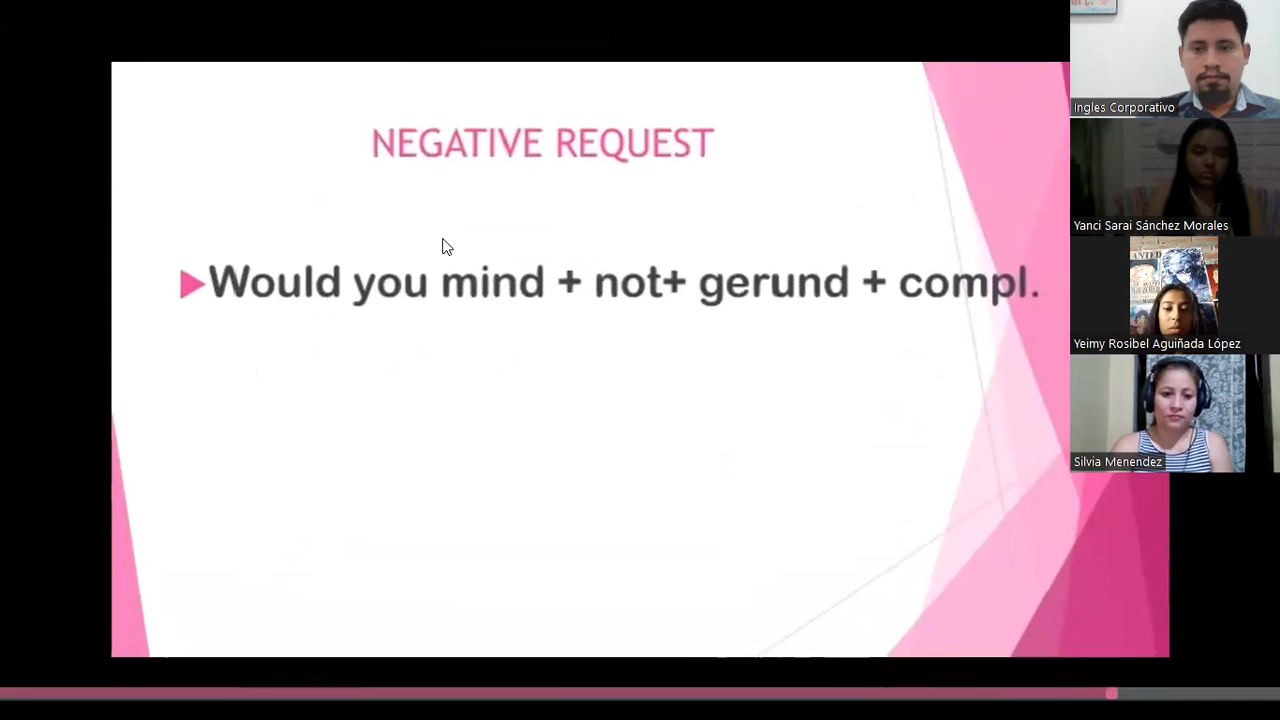 NEGATIVE REQUEST
Would you mind + not+ gerund + compl.
Ingles Corporativo
Yanci Sarai Sánchez Morales
Yeimy Rosibel Aguiñada López
Silvia Menendez